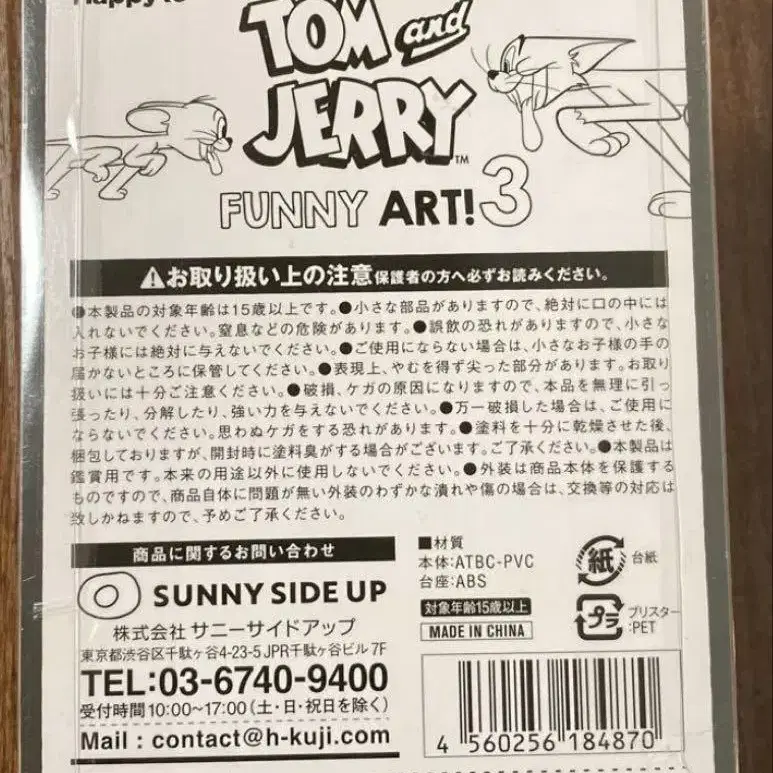 TOM and
JERRY™
FUNNY ART!3
お取り扱い上の注意 保護者の方へ必ずお読みください。
●本製品の対象年齢は15歳以上です。●小さな部品がありますので、絶対に口の中には
入れないでください。窒息などの危険があります。●誤飲の恐れがありますので、小さな
お子様には絶対に与えないでください。●ご使用にならない場合は、小さなお子様の手の
届かないところに保管してください。●表現上、やむを得ず尖った部分があります。お取り
扱いには十分ご注意ください。●破損、ケガの原因になりますので、本品を無理に引っ
張ったり、分解したり、強い力を与えないでください。●万一破損した場合は、ご使用に
ならないでください。思わぬケガをする恐れがあります。●塗料を十分に乾燥させた後、
梱包しておりますが、開封時に塗料臭がする場合がございます。ご了承ください。●本製品は
鑑賞用です。本来の用途以外に使用しないでください。●外装は商品本体を保護する
ものですので、商品自体に問題が無い外装のわずかな潰れや傷の場合は、交換等の対応は
致しかねますので、予めご了承ください。
商品に関するお問い合わせ
SUNNY SIDE UP
株式会社 サニーサイドアップ
東京都渋谷区千駄ヶ谷4-23-5 JPR千駄ヶ谷ビル 7F
TEL:03-6740-9400
受付時間 10:00〜17:00（土・日・祝日を除く）
Mail : contact@h-kuji.com
■材質
本体:ATBC-PVC
台座:ABS
対象年齢15歳以上
MADE IN CHINA
紙 台紙
プラ ブリスター
:PET
4 560256 184870